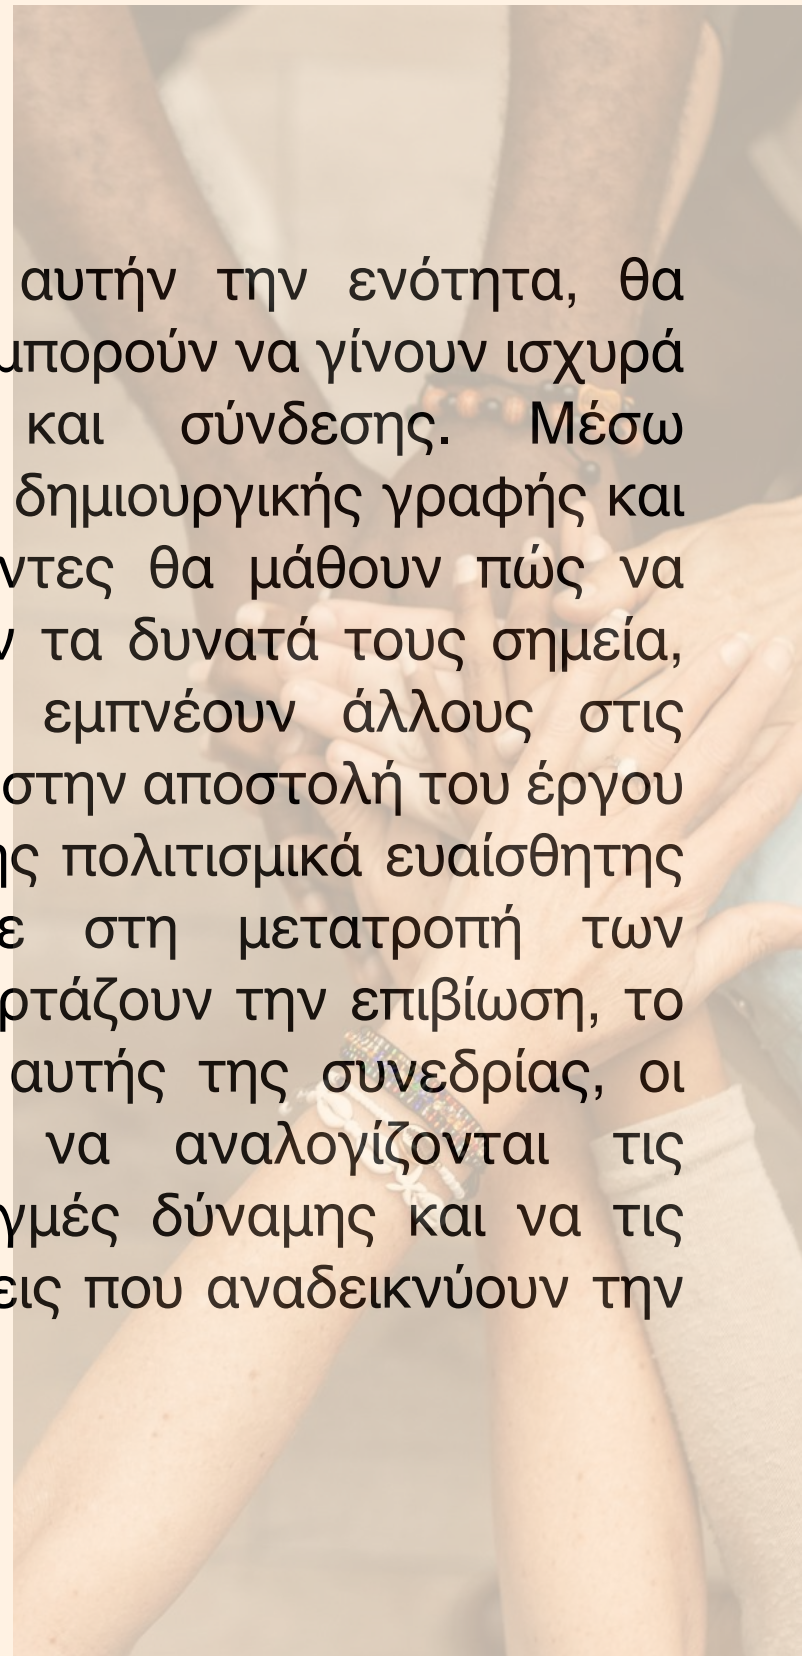 αυτήν την ενότητα, θα
μπορούν να γίνουν ισχυρά
και σύνδεσης. Μέσω
δημιουργικής γραφής και
ντες θα μάθουν πώς να
ν τα δυνατά τους σημεία,
εμπνέουν άλλους στις
στην αποστολή του έργου
ης πολιτισμικά ευαίσθητης
ε στη μετατροπή των
ρτάζουν την επιβίωση, το
αυτής της συνεδρίας, οι
να αναλογίζονται τις
γμές δύναμης και να τις
εις που αναδεικνύουν την